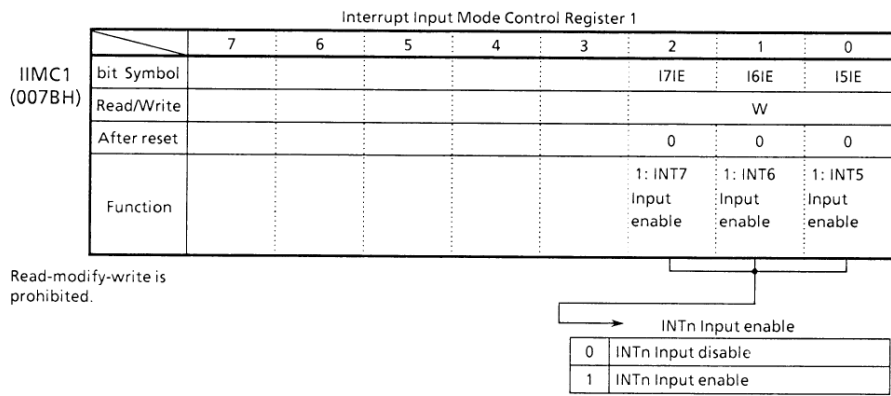 Interrupt Input Mode Control Register 1
7 6 5 4 3 2 1 0
IIMC1
(007BH)
bit Symbol I7IE I6IE I5IE
Read/Write W
After reset 0 0 0
Function
1: INT7 1: INT6 1: INT5
Input Input Input
enable enable enable
Read-modify-write is
prohibited.
INTn Input enable
0 INTn Input disable
1 INTn Input enable